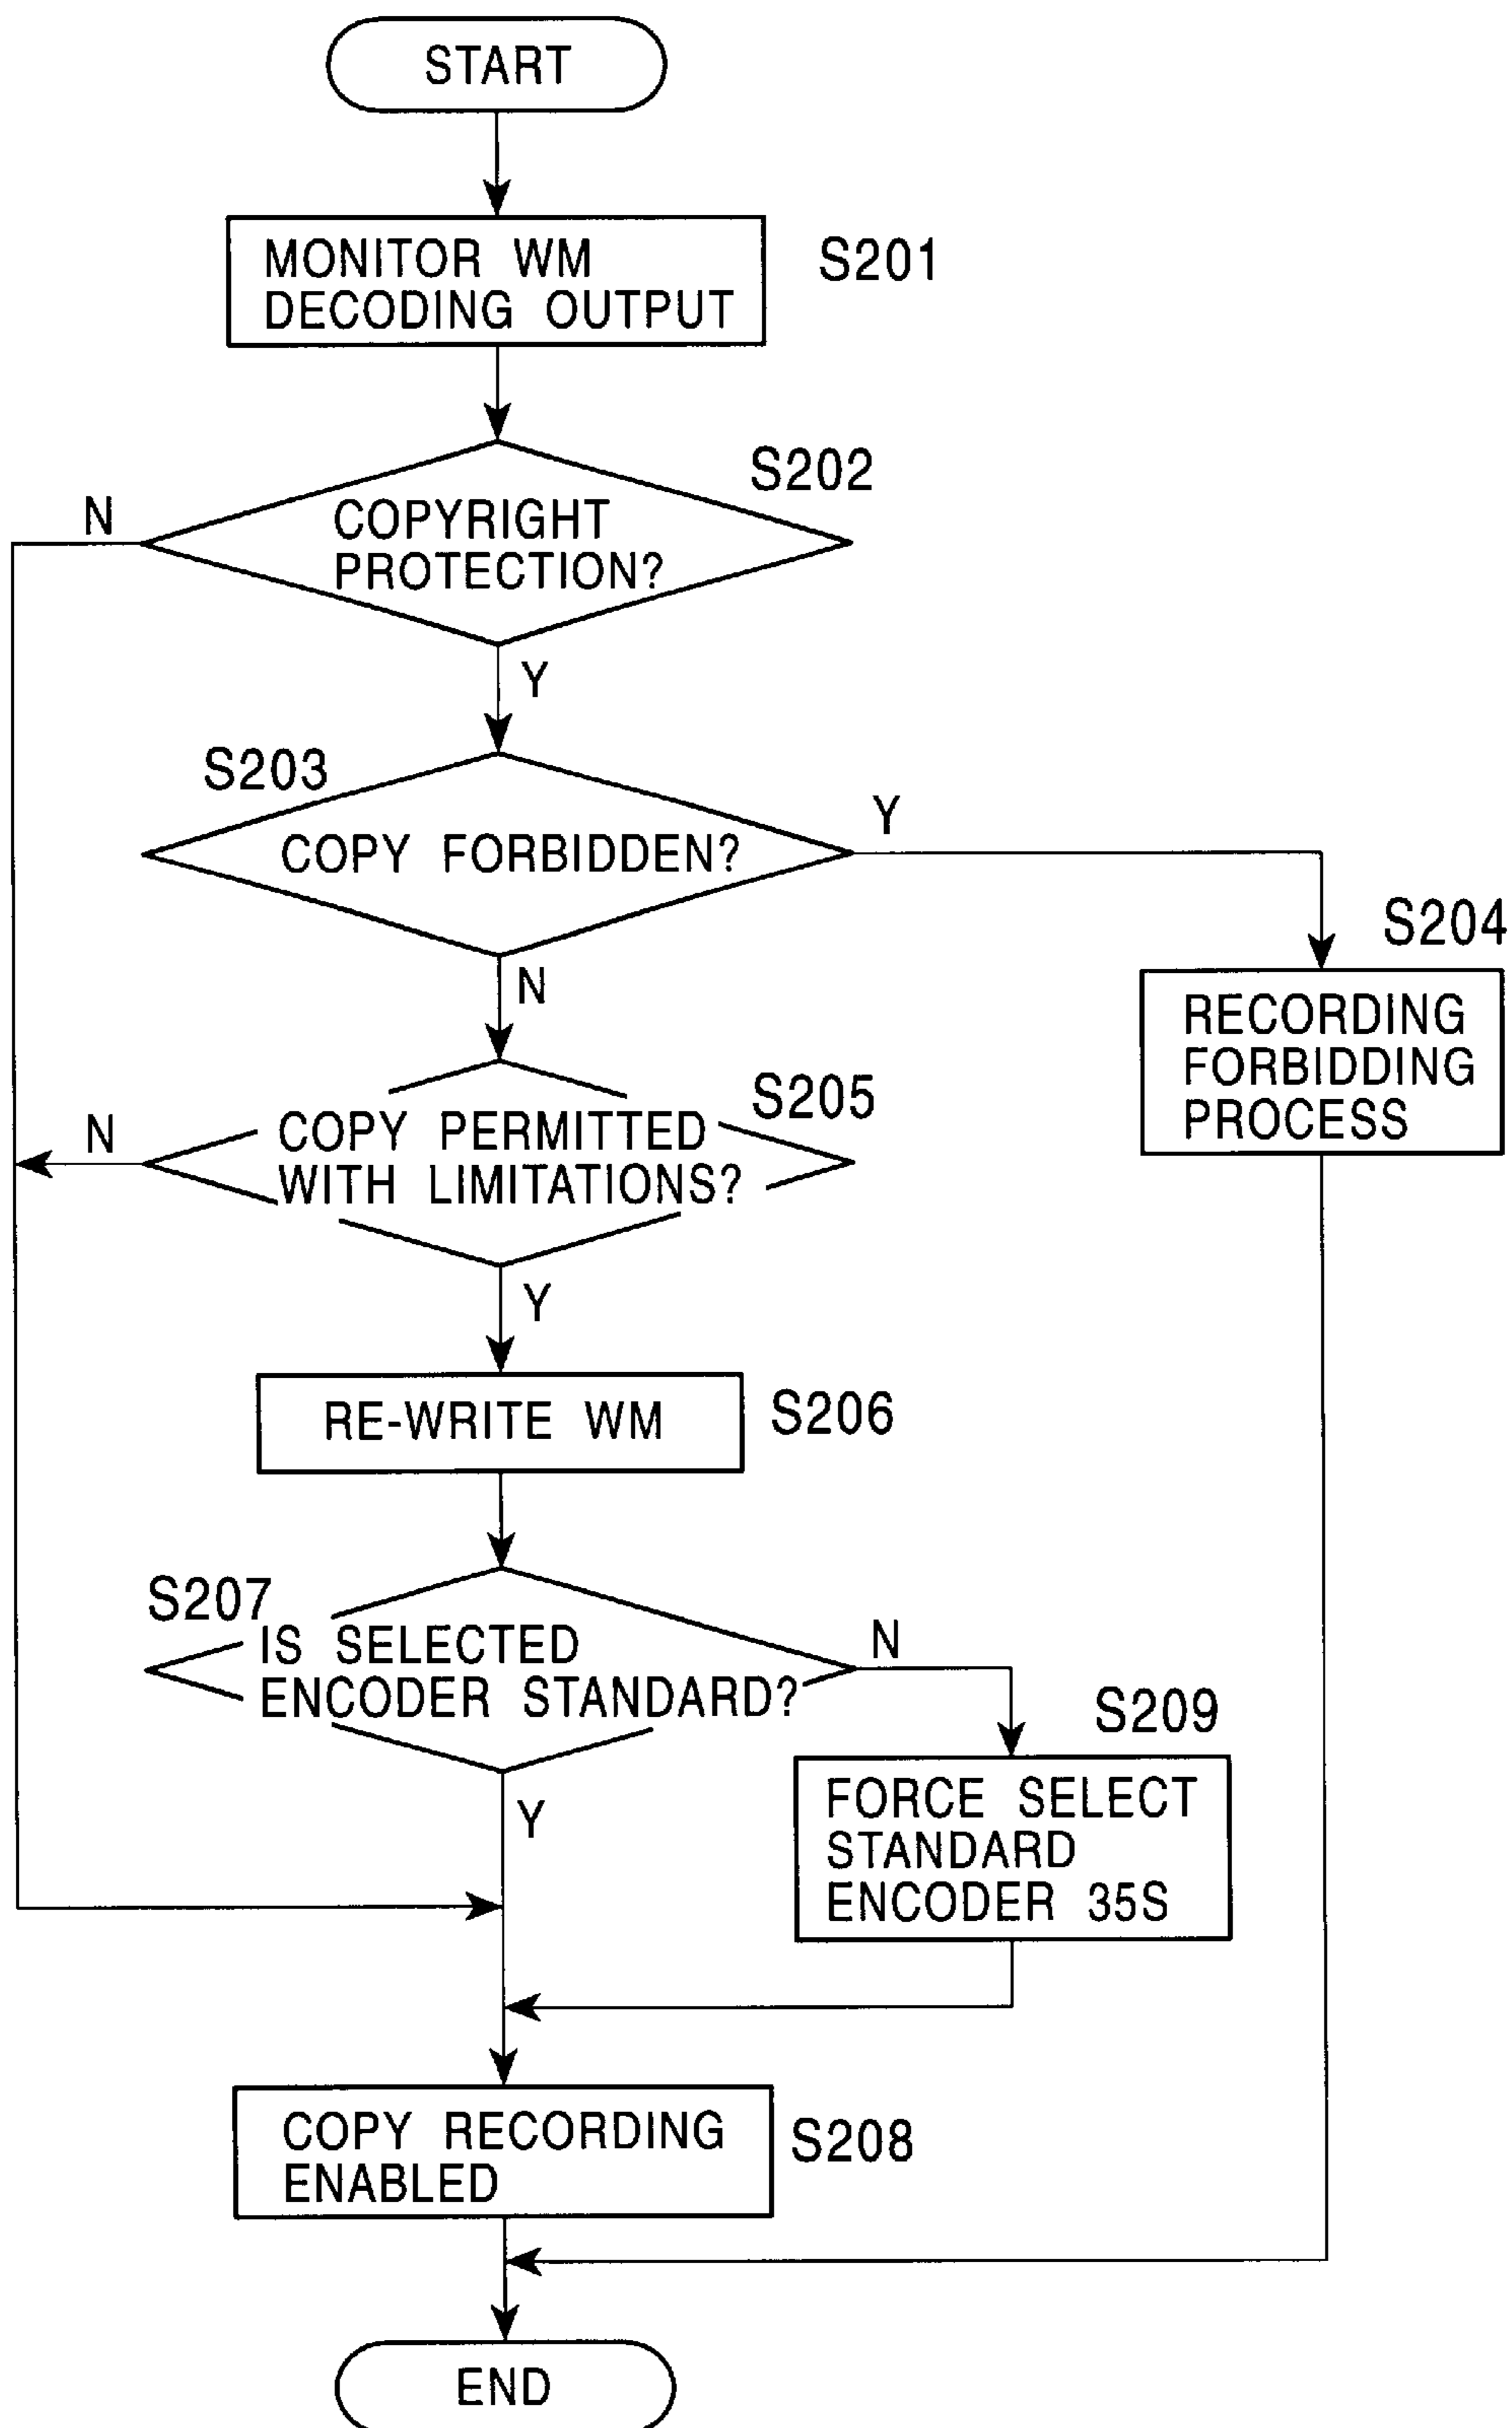 START
MONITOR WM
DECODING OUTPUT
S201
S202
N
COPYRIGHT
PROTECTION?
Y
S203
COPY FORBIDDEN?
Y
S204
N
RECORDING
FORBIDDING
PROCESS
S205
COPY PERMITTED
WITH LIMITATIONS?
N
Y
RE-WRITE WM
S206
S207
IS SELECTED
ENCODER STANDARD?
N
S209
FORCE SELECT
STANDARD
ENCODER 35S
Y
COPY RECORDING
ENABLED
S208
END